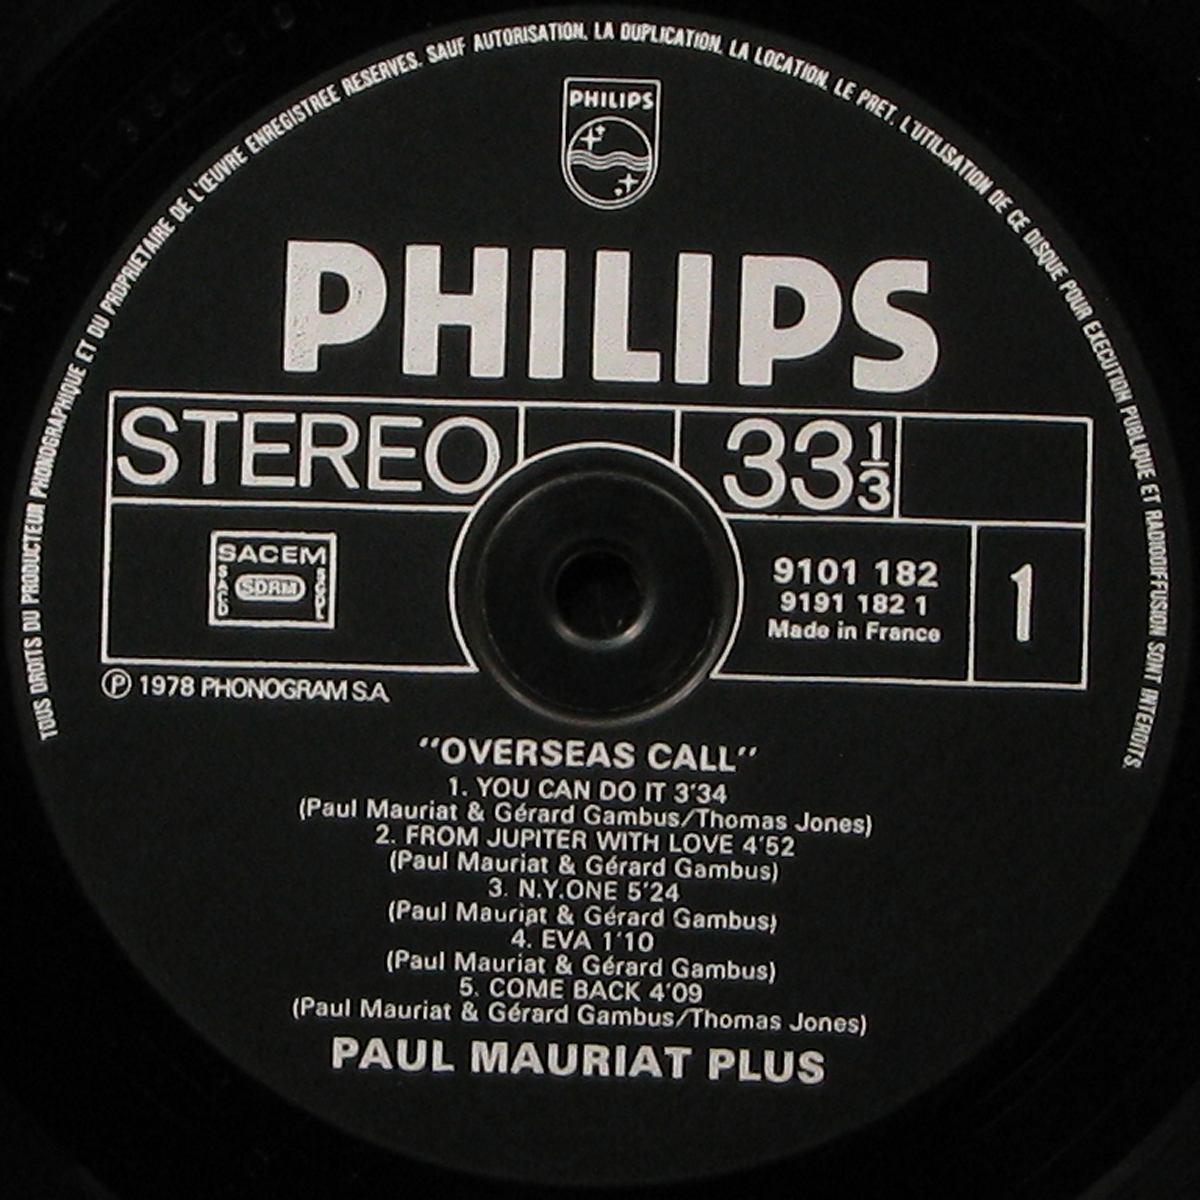 TOUS DROITS DU PRODUCTEUR PHONOGRAPHIQUE ET DU PROPRIETAIRE DE L'ŒUVRE ENREGISTREE RESERVES. SAUF AUTORISATION, LA DUPLICATION, LA LOCATION, LE PRET, L'UTILISATION DE CE DISQUE POUR EXECUTION PUBLIQUE ET RADIODIFFUSION SONT INTERDITS.
PHILIPS
PHILIPS
STEREO
33 1/3
SACEM
SACD
SDRM
SGDL
9101 182
9191 182 1
Made in France
1
Ⓟ 1978 PHONOGRAM S.A.
"OVERSEAS CALL"
1. YOU CAN DO IT 3'34
(Paul Mauriat & Gérard Gambus/Thomas Jones)
2. FROM JUPITER WITH LOVE 4'52
(Paul Mauriat & Gérard Gambus)
3. N.Y.ONE 5'24
(Paul Mauriat & Gérard Gambus)
4. EVA 1'10
(Paul Mauriat & Gérard Gambus)
5. COME BACK 4'09
(Paul Mauriat & Gérard Gambus/Thomas Jones)
PAUL MAURIAT PLUS